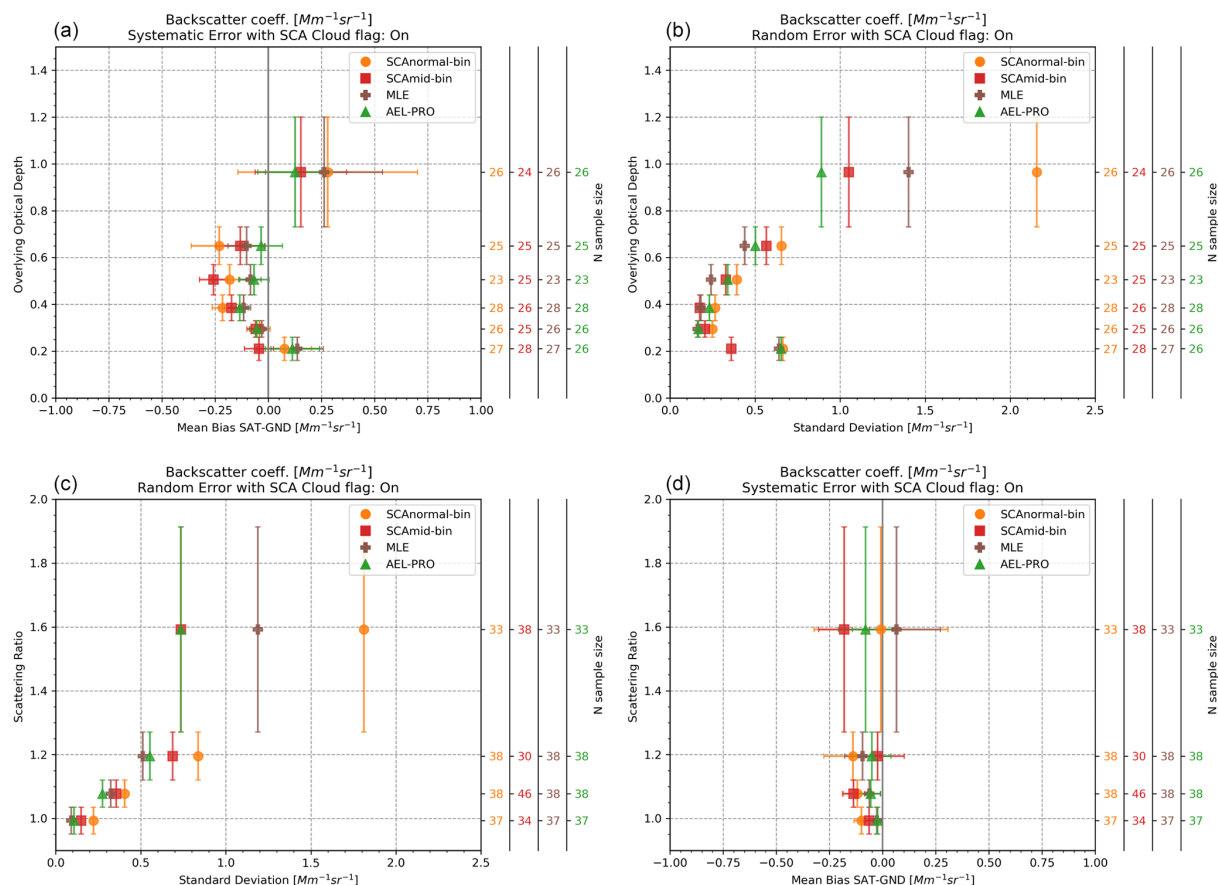 Backscatter coeff. [Mm⁻¹sr⁻¹]
(a)
Systematic Error with SCA Cloud flag: On
SCAnormal-bin
SCAmid-bin
MLE
AEL-PRO
Overlying Optical Depth
1.4
1.2
1.0
0.8
0.6
0.4
0.2
0.0
−1.00 −0.75 −0.50 −0.25 0.00 0.25 0.50 0.75 1.00
Mean Bias SAT-GND [Mm⁻¹sr⁻¹]
26 24 26 26
25 25 25 25
23 25 23 23
28 26 28 28
26 25 26 26
27 28 27 26
N sample size
Backscatter coeff. [Mm⁻¹sr⁻¹]
(b)
Random Error with SCA Cloud flag: On
SCAnormal-bin
SCAmid-bin
MLE
AEL-PRO
Overlying Optical Depth
1.4
1.2
1.0
0.8
0.6
0.4
0.2
0.0
0.0 0.5 1.0 1.5 2.0 2.5
Standard Deviation [Mm⁻¹sr⁻¹]
26 24 26 26
25 25 25 25
23 25 23 23
28 26 28 28
26 25 26 26
27 28 27 26
N sample size
Backscatter coeff. [Mm⁻¹sr⁻¹]
(c)
Random Error with SCA Cloud flag: On
SCAnormal-bin
SCAmid-bin
MLE
AEL-PRO
Scattering Ratio
2.0
1.8
1.6
1.4
1.2
1.0
0.0 0.5 1.0 1.5 2.0 2.5
Standard Deviation [Mm⁻¹sr⁻¹]
33 38 33 33
38 30 38 38
38 46 38 38
37 34 37 37
N sample size
Backscatter coeff. [Mm⁻¹sr⁻¹]
(d)
Systematic Error with SCA Cloud flag: On
SCAnormal-bin
SCAmid-bin
MLE
AEL-PRO
Scattering Ratio
2.0
1.8
1.6
1.4
1.2
1.0
−1.00 −0.75 −0.50 −0.25 0.00 0.25 0.50 0.75 1.00
Mean Bias SAT-GND [Mm⁻¹sr⁻¹]
33 38 33 33
38 30 38 38
38 46 38 38
37 34 37 37
N sample size